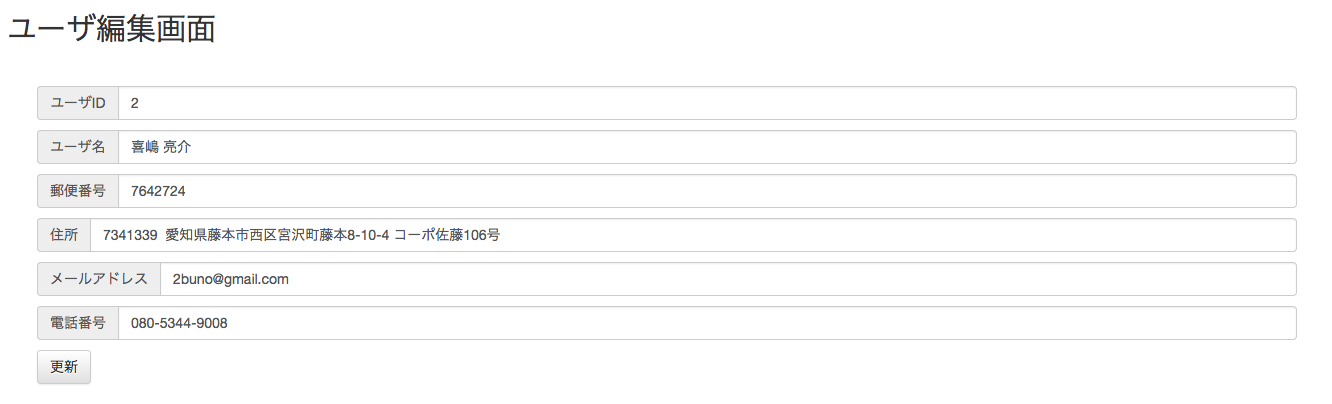 ユーザ編集画面
ユーザID 2
ユーザ名 喜嶋 亮介
郵便番号 7642724
住所 7341339  愛知県藤本市西区宮沢町藤本8-10-4 コーポ佐藤106号
メールアドレス 2buno@gmail.com
電話番号 080-5344-9008
更新